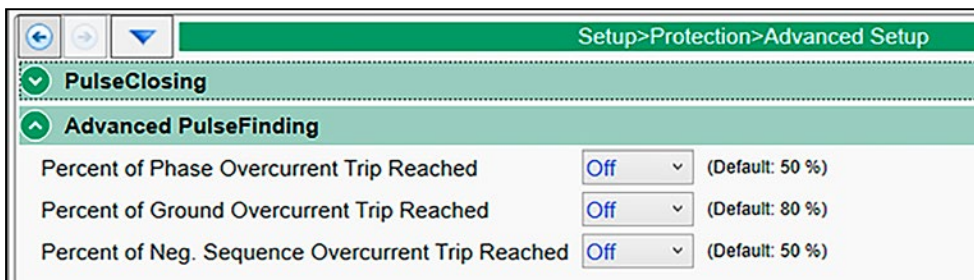 Setup>Protection>Advanced Setup
PulseClosing
Advanced PulseFinding
Percent of Phase Overcurrent Trip Reached Off (Default: 50 %)
Percent of Ground Overcurrent Trip Reached Off (Default: 80 %)
Percent of Neg. Sequence Overcurrent Trip Reached Off (Default: 50 %)